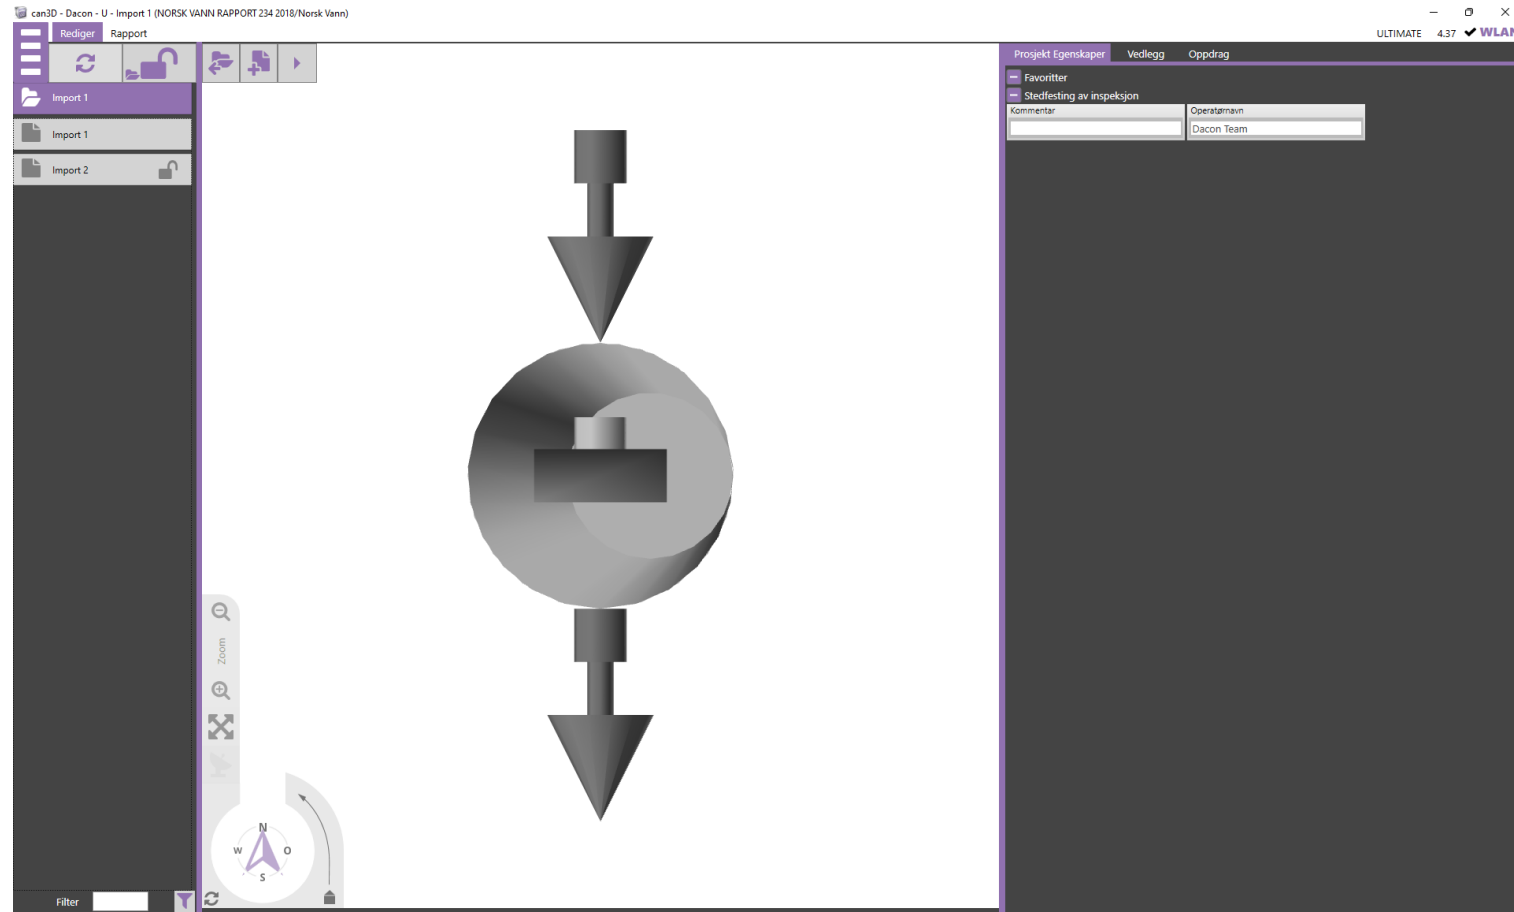 can3D - Dacon - U - Import 1 (NORSK VANN RAPPORT 234 2018/Norsk Vann)
Rediger Rapport
ULTIMATE 4.37 WLAN
Prosjekt Egenskaper Vedlegg Oppdrag
Favoritter
Stedfesting av inspeksjon
Kommentar Operatørnavn
Dacon Team
Import 1
Import 1
Import 2
Zoom
N
W O
S
Filter